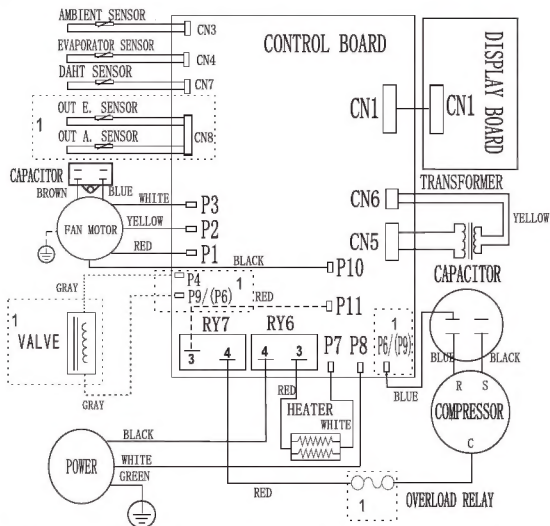 AMBIENT SENSOR
CN3
EVAPORATOR SENSOR
CN4
DAHT SENSOR
CN7
OUT E. SENSOR
1
OUT A. SENSOR
CN8
CONTROL BOARD
CN1
CN1
DISPLAY BOARD
CAPACITOR
BROWN
BLUE
WHITE
P3
YELLOW
P2
FAN MOTOR
RED
P1
BLACK
P10
CN6
TRANSFORMER
YELLOW
CN5
CAPACITOR
GRAY
P4
1
P9/(P6)
RED
P11
1
VALVE
GRAY
RY7
RY6
3
4
4
3
P7
P8
1
P6/(P9)
BLUE
BLUE
BLACK
R
S
COMPRESSOR
C
RED
HEATER
WHITE
BLACK
POWER
WHITE
GREEN
RED
1
OVERLOAD RELAY